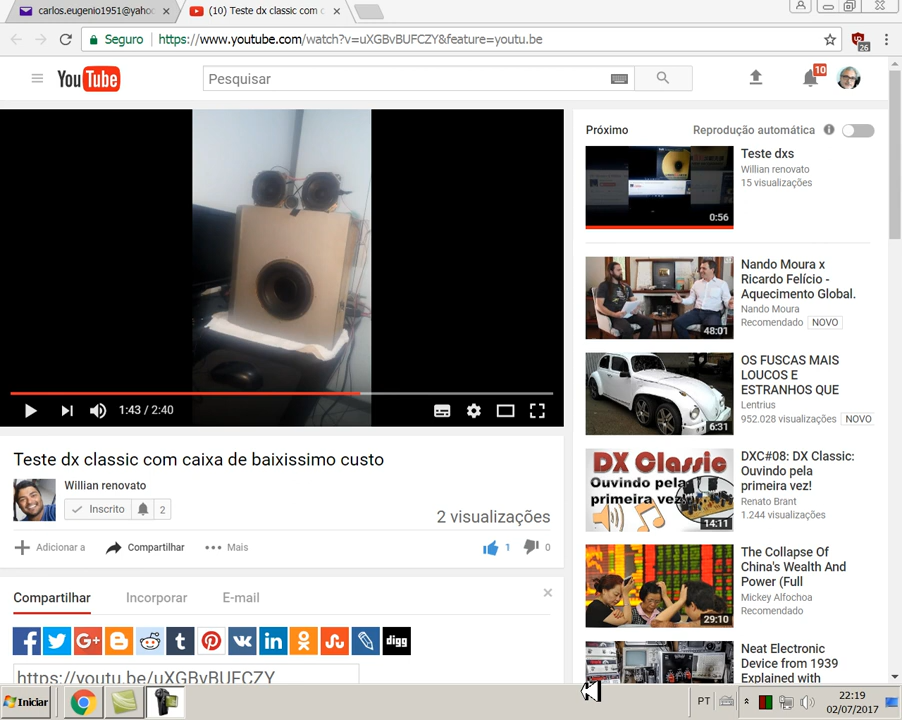 carlos.eugenio1951@yaho
(10) Teste dx classic com c
Seguro
https://www.youtube.com/watch?v=uXGBvBUFCZY&feature=youtu.be
26
YouTube
Pesquisar
10
1:43 / 2:40
Teste dx classic com caixa de baixissimo custo
Willian renovato
Inscrito 2
2 visualizações
Adicionar a Compartilhar Mais
1 0
Compartilhar Incorporar E-mail
digg
https://youtu.be/uXGBvBUFCZY
Próximo Reprodução automática
0:56
Teste dxs
Willian renovato
15 visualizações
48:01
Nando Moura x
Ricardo Felício -
Aquecimento Global.
Nando Moura
Recomendado NOVO
6:31
OS FUSCAS MAIS
LOUCOS E
ESTRANHOS QUE
Lentrius
952.028 visualizações NOVO
DX Classic
Ouvindo pela
primeira vez!
14:11
DXC#08: DX Classic:
Ouvindo pela
primeira vez!
Renato Brant
1.244 visualizações
29:10
The Collapse Of
China's Wealth And
Power (Full
Mickey Alfochoa
Recomendado
Neat Electronic
Device from 1939
Explained with
Iniciar
PT
22:19
02/07/2017